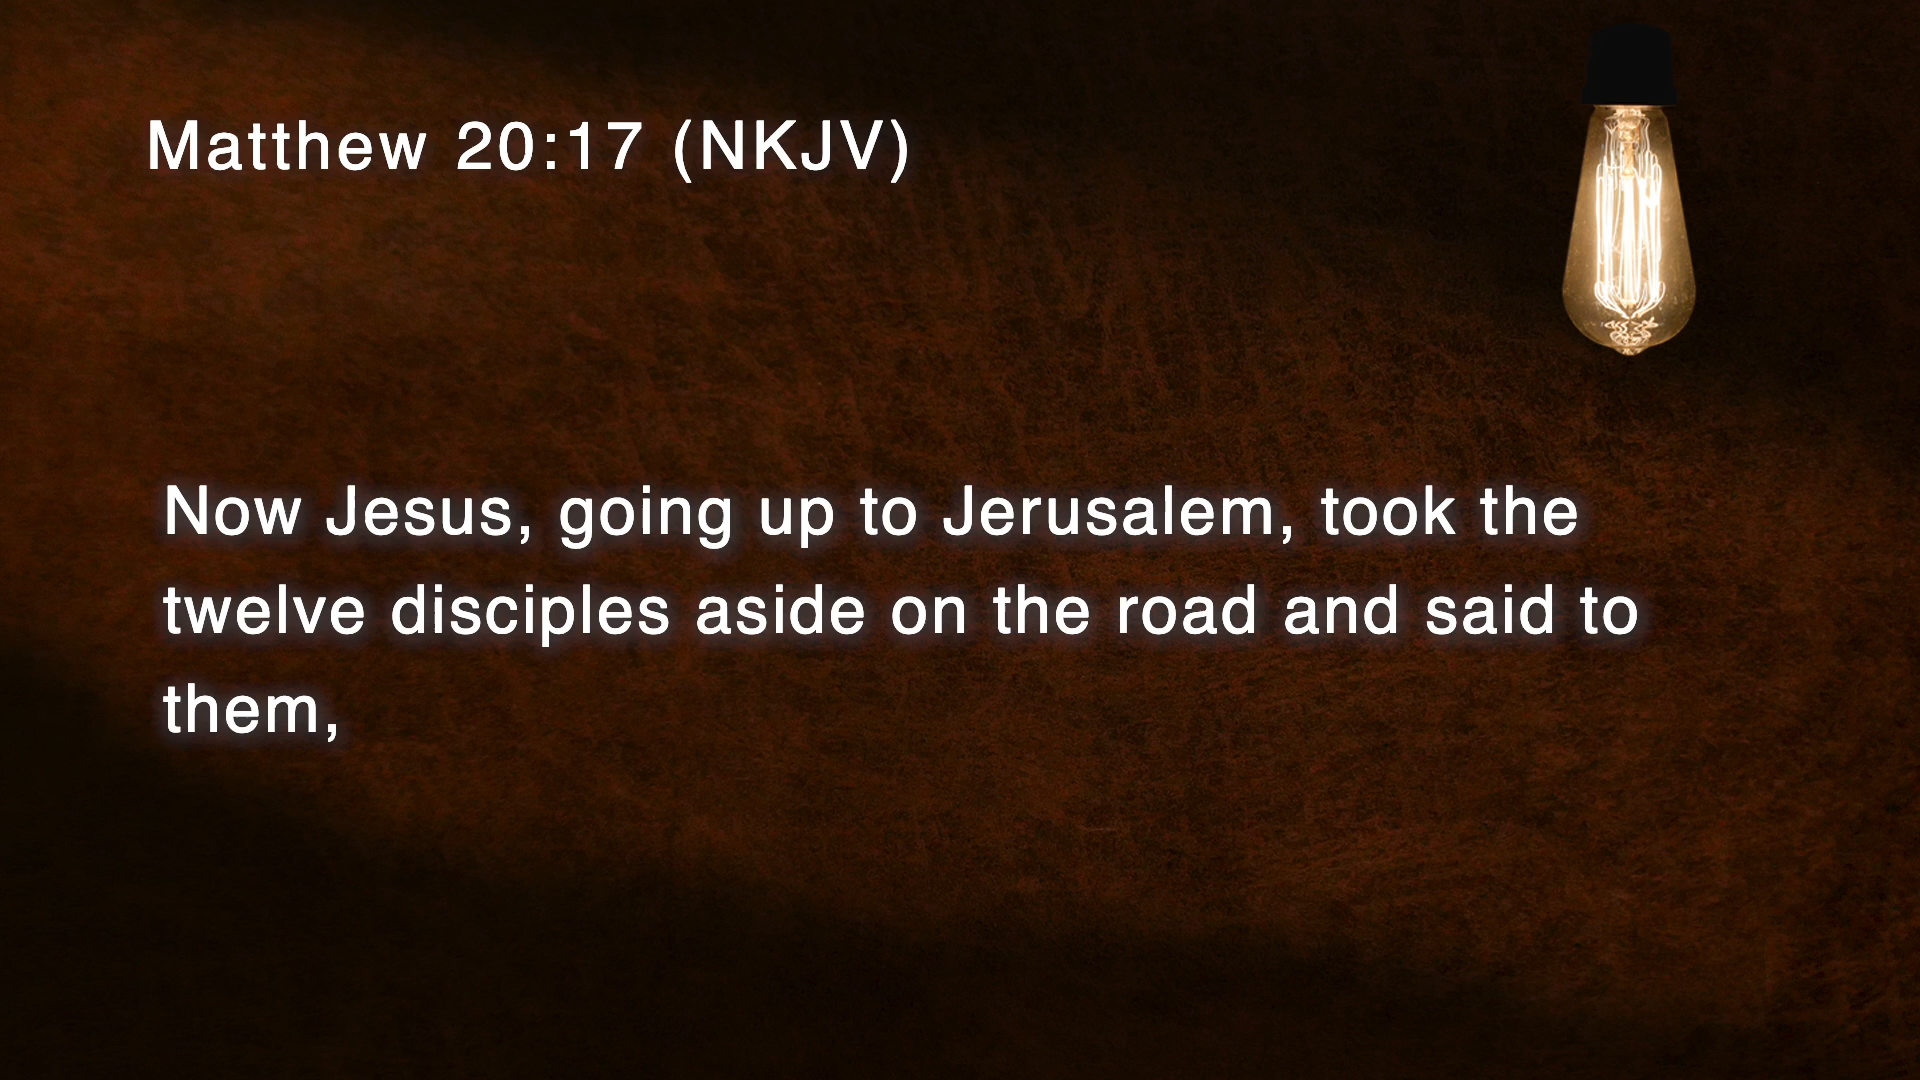 Matthew 20:17 (NKJV)
Now Jesus, going up to Jerusalem, took the
twelve disciples aside on the road and said to
them,